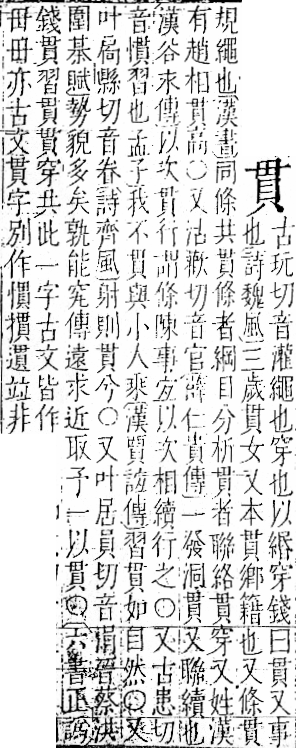 貫
古玩切音灌繩也穿也以緡穿錢曰貫又事
也詩魏風三歲貫女又本貫鄉籍也又條貫
規繩也漢書同條共貫條者綱目分析貫者聯絡貫穿又姓漢
有趙相貫高○又沽歡切音官薛仁貴傳一發洞貫又聯續也
漢谷永傳以次貫行謂條陳事宜以次相續行之○又古患切
音慣習也孟子我不貫與小人乘漢賈誼傳習貫如自然○又
叶扃縣切音眷詩齊風射則貫兮○又叶居員切音涓晉蔡洪
圍棊賦勢貌多矣孰能究傳遠求近取予一以貫○六書正譌
錢貫習貫貫穿共此一字古文皆作
毌毌亦古文貫字別作慣摜遺竝非